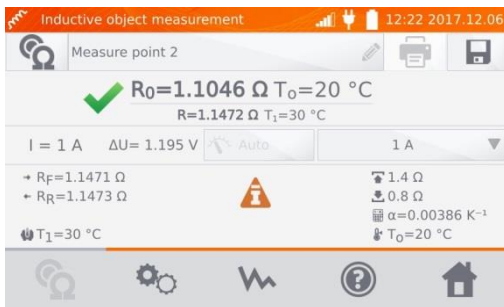 Inductive object measurement 12:22 2017.12.06
Measure point 2
R₀=1.1046 Ω T₀=20 °C
R=1.1472 Ω T₁=30 °C
I = 1 A ΔU= 1.195 V Auto 1 A
R_F=1.1471 Ω 1.4 Ω
R_R=1.1473 Ω 0.8 Ω
α=0.00386 K⁻¹
T₁=30 °C T₀=20 °C